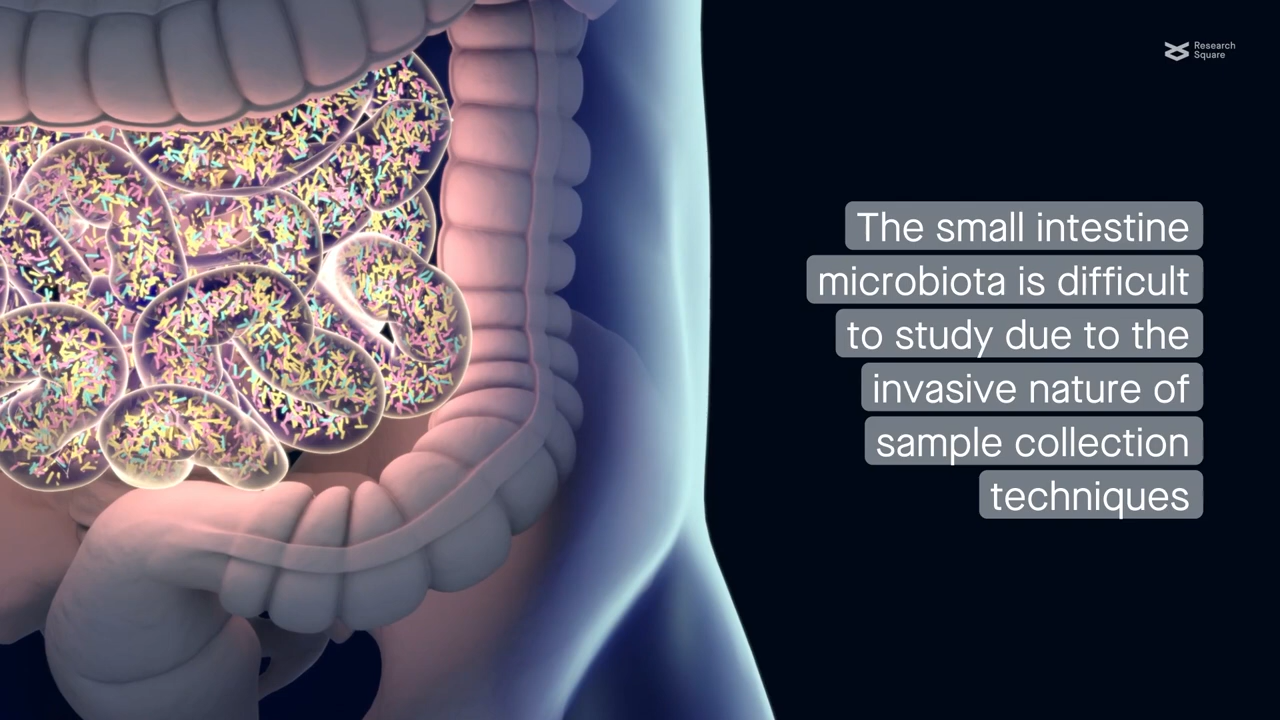 Research
Square
The small intestine
microbiota is difficult
to study due to the
invasive nature of
sample collection
techniques